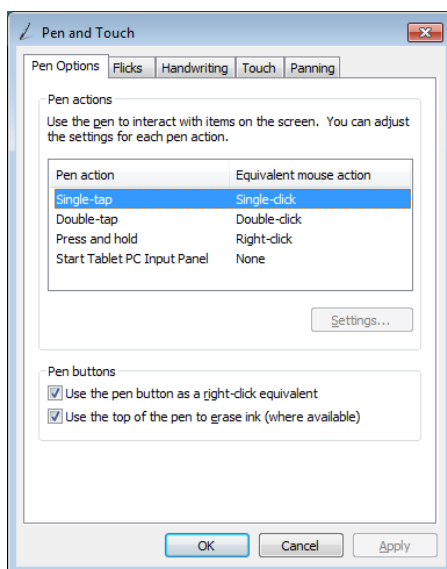 Pen and Touch
Pen Options Flicks Handwriting Touch Panning
Pen actions
Use the pen to interact with items on the screen. You can adjust
the settings for each pen action.
Pen action Equivalent mouse action
Single-tap Single-click
Double-tap Double-click
Press and hold Right-click
Start Tablet PC Input Panel None
Settings...
Pen buttons
Use the pen button as a right-click equivalent
Use the top of the pen to erase ink (where available)
OK Cancel Apply